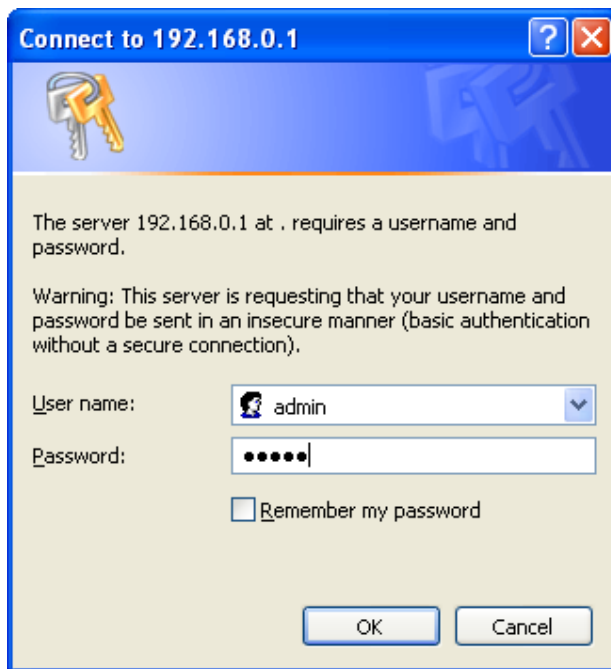 Connect to 192.168.0.1
The server 192.168.0.1 at . requires a username and
password.
Warning: This server is requesting that your username and
password be sent in an insecure manner (basic authentication
without a secure connection).
User name:
admin
Password:
•••••
Remember my password
OK
Cancel